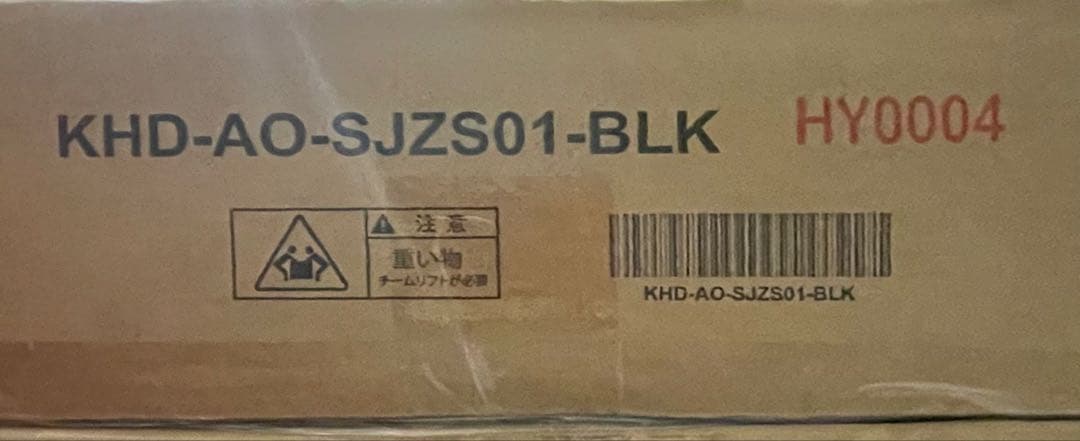 KHD-AO-SJZS01-BLK HY0004
注意
重い物
チームリフトが必要
KHD-AO-SJZS01-BLK